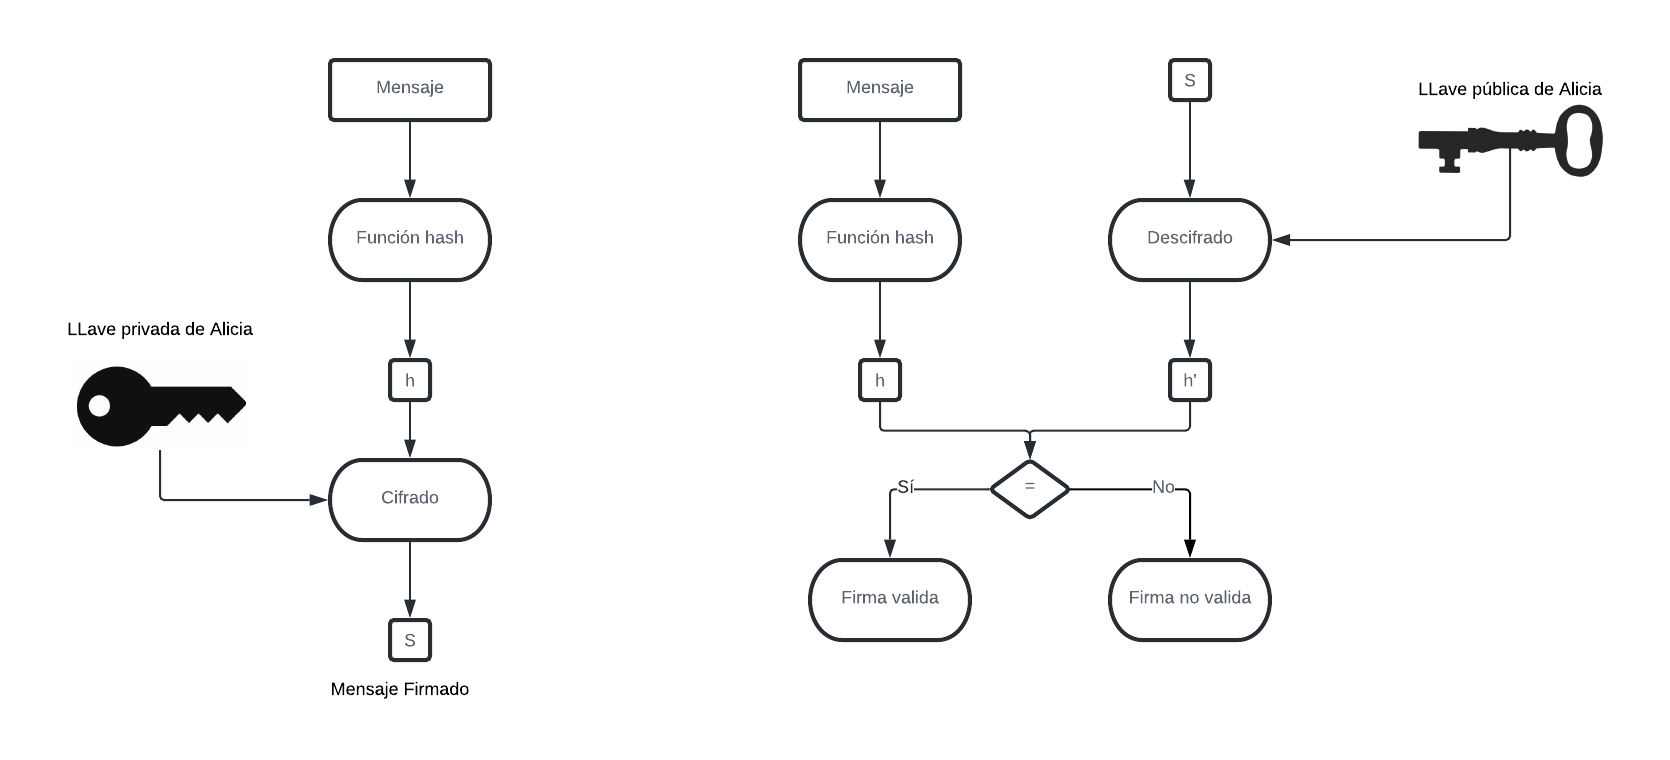 Mensaje
Función hash
LLave privada de Alicia
h
Cifrado
S
Mensaje Firmado
Mensaje
S
LLave pública de Alicia
Función hash
Descifrado
h
h'
=
Sí
No
Firma valida
Firma no valida